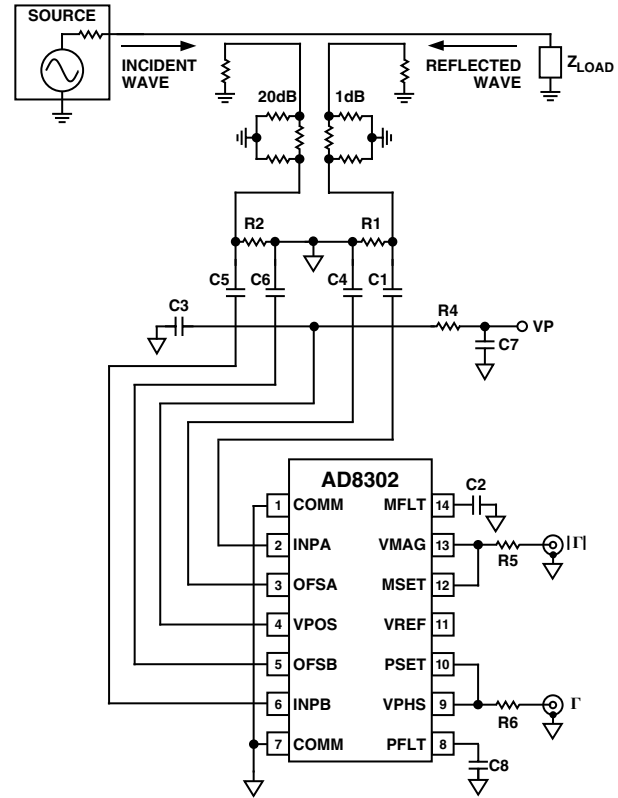 SOURCE
INCIDENT
WAVE
REFLECTED
WAVE
ZLOAD
20dB
1dB
R2
R1
C5
C6
C4
C1
C3
R4
VP
C7
AD8302
1
COMM
MFLT
14
C2
2
INPA
VMAG
13
R5
|Γ|
3
OFSA
MSET
12
4
VPOS
VREF
11
5
OFSB
PSET
10
6
INPB
VPHS
9
R6
Γ
7
COMM
PFLT
8
C8